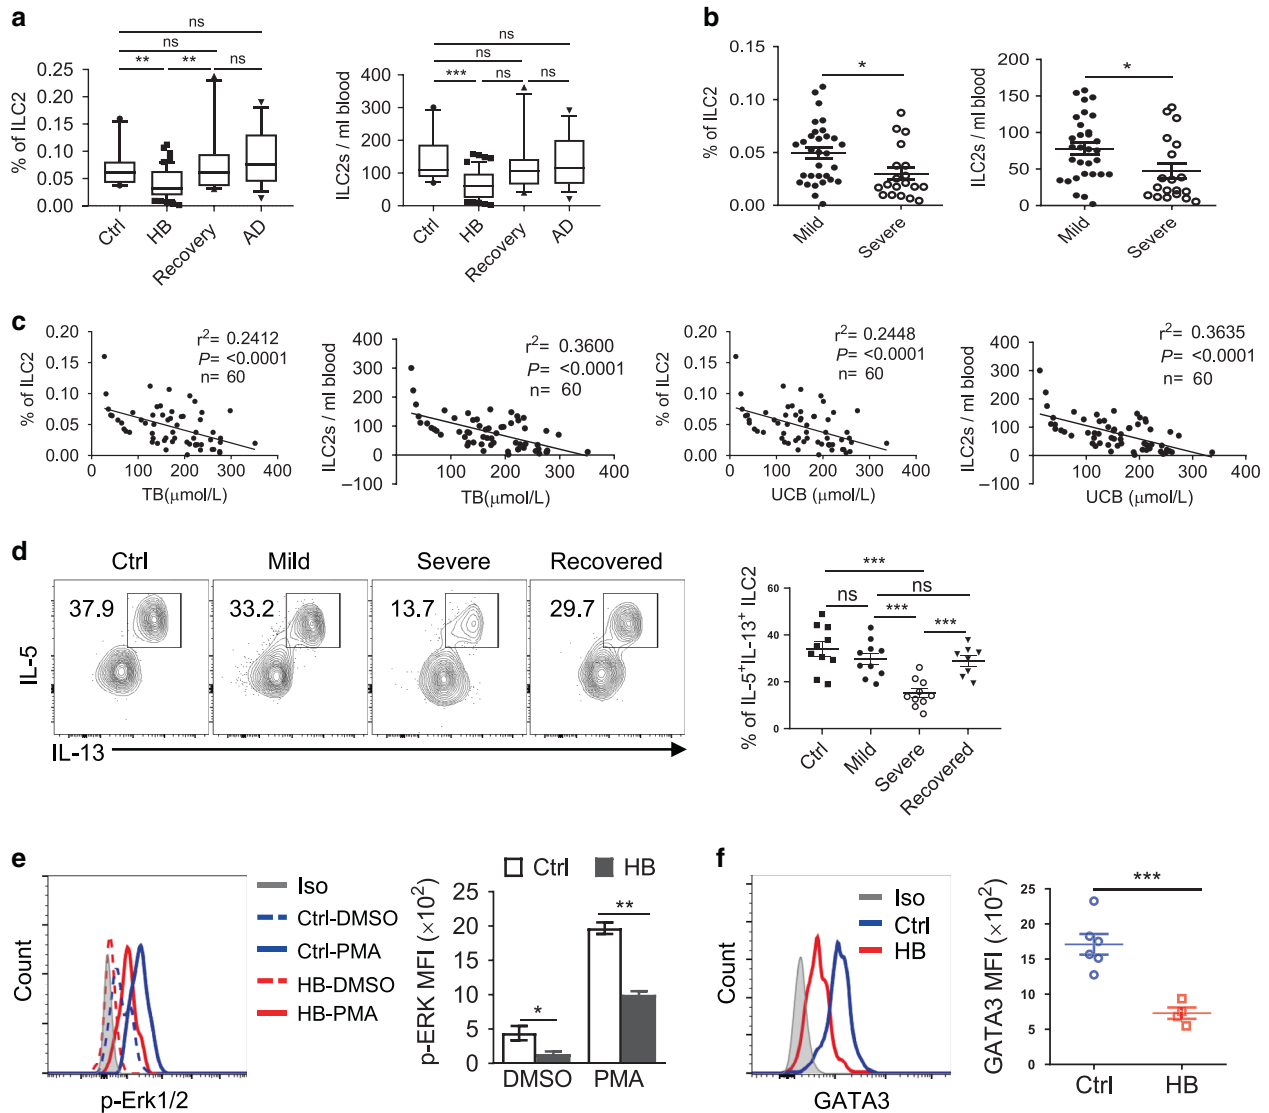 a
ns
ns
** ** ns
% of ILC2
0.25
0.20
0.15
0.10
0.05
0.00
Ctrl HB Recovery AD
ns
ns
*** ns ns
ILC2s / ml blood
400
300
200
100
0
Ctrl HB Recovery AD
b
*
% of ILC2
0.15
0.10
0.05
0.00
Mild Severe
*
ILC2s / ml blood
200
150
100
50
0
Mild Severe
c
% of ILC2
0.20
0.15
0.10
0.05
0.00
r2= 0.2412
P= <0.0001
n= 60
0 100 200 300 400
TB(μmol/L)
ILC2s / ml blood
400
300
200
100
0
−100
r2= 0.3600
P= <0.0001
n= 60
100 200 300 400
TB(μmol/L)
% of ILC2
0.20
0.15
0.10
0.05
0.00
r2= 0.2448
P= <0.0001
n= 60
0 100 200 300 400
UCB (μmol/L)
ILC2s / ml blood
400
300
200
100
0
−100
r2= 0.3635
P= <0.0001
n= 60
100 200 300 400
UCB (μmol/L)
d
Ctrl Mild Severe Recovered
37.9 33.2 13.7 29.7
IL-5
IL-13
% of IL-5+IL-13+ ILC2
60
40
20
0
***
ns ns
***
***
Ctrl Mild Severe Recovered
e
Count
p-Erk1/2
Iso
Ctrl-DMSO
Ctrl-PMA
HB-DMSO
HB-PMA
Ctrl HB
p-ERK MFI (×102)
25
20
15
10
5
0
* **
DMSO PMA
f
Count
GATA3
Iso
Ctrl
HB
***
GATA3 MFI (×102)
25
20
15
10
5
0
Ctrl HB